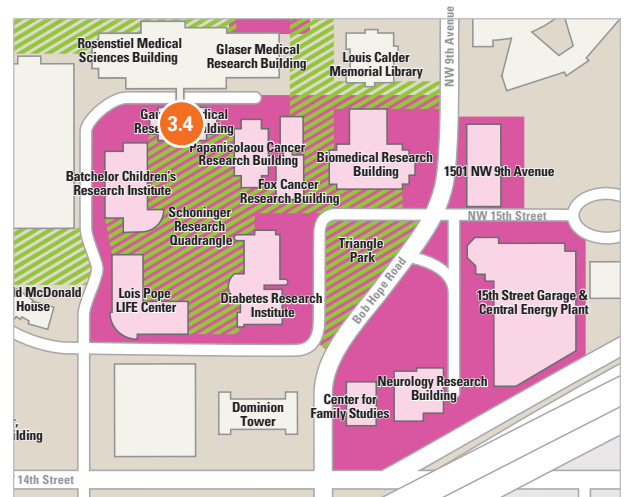 Rosenstiel Medical
Sciences Building
Glaser Medical
Research Building
Louis Calder
Memorial Library
NW 9th Avenue
3.4
Papanicolaou Cancer
Research Building
Biomedical Research
Building
1501 NW 9th Avenue
Batchelor Children's
Research Institute
Fox Cancer
Research Building
Schoninger
Research
Quadrangle
NW 15th Street
Triangle
Park
Bob Hope Road
ld McDonald
House
Lois Pope
LIFE Center
Diabetes Research
Institute
15th Street Garage &
Central Energy Plant
Neurology Research
Building
Center for
Family Studies
Dominion
Tower
ilding
14th Street